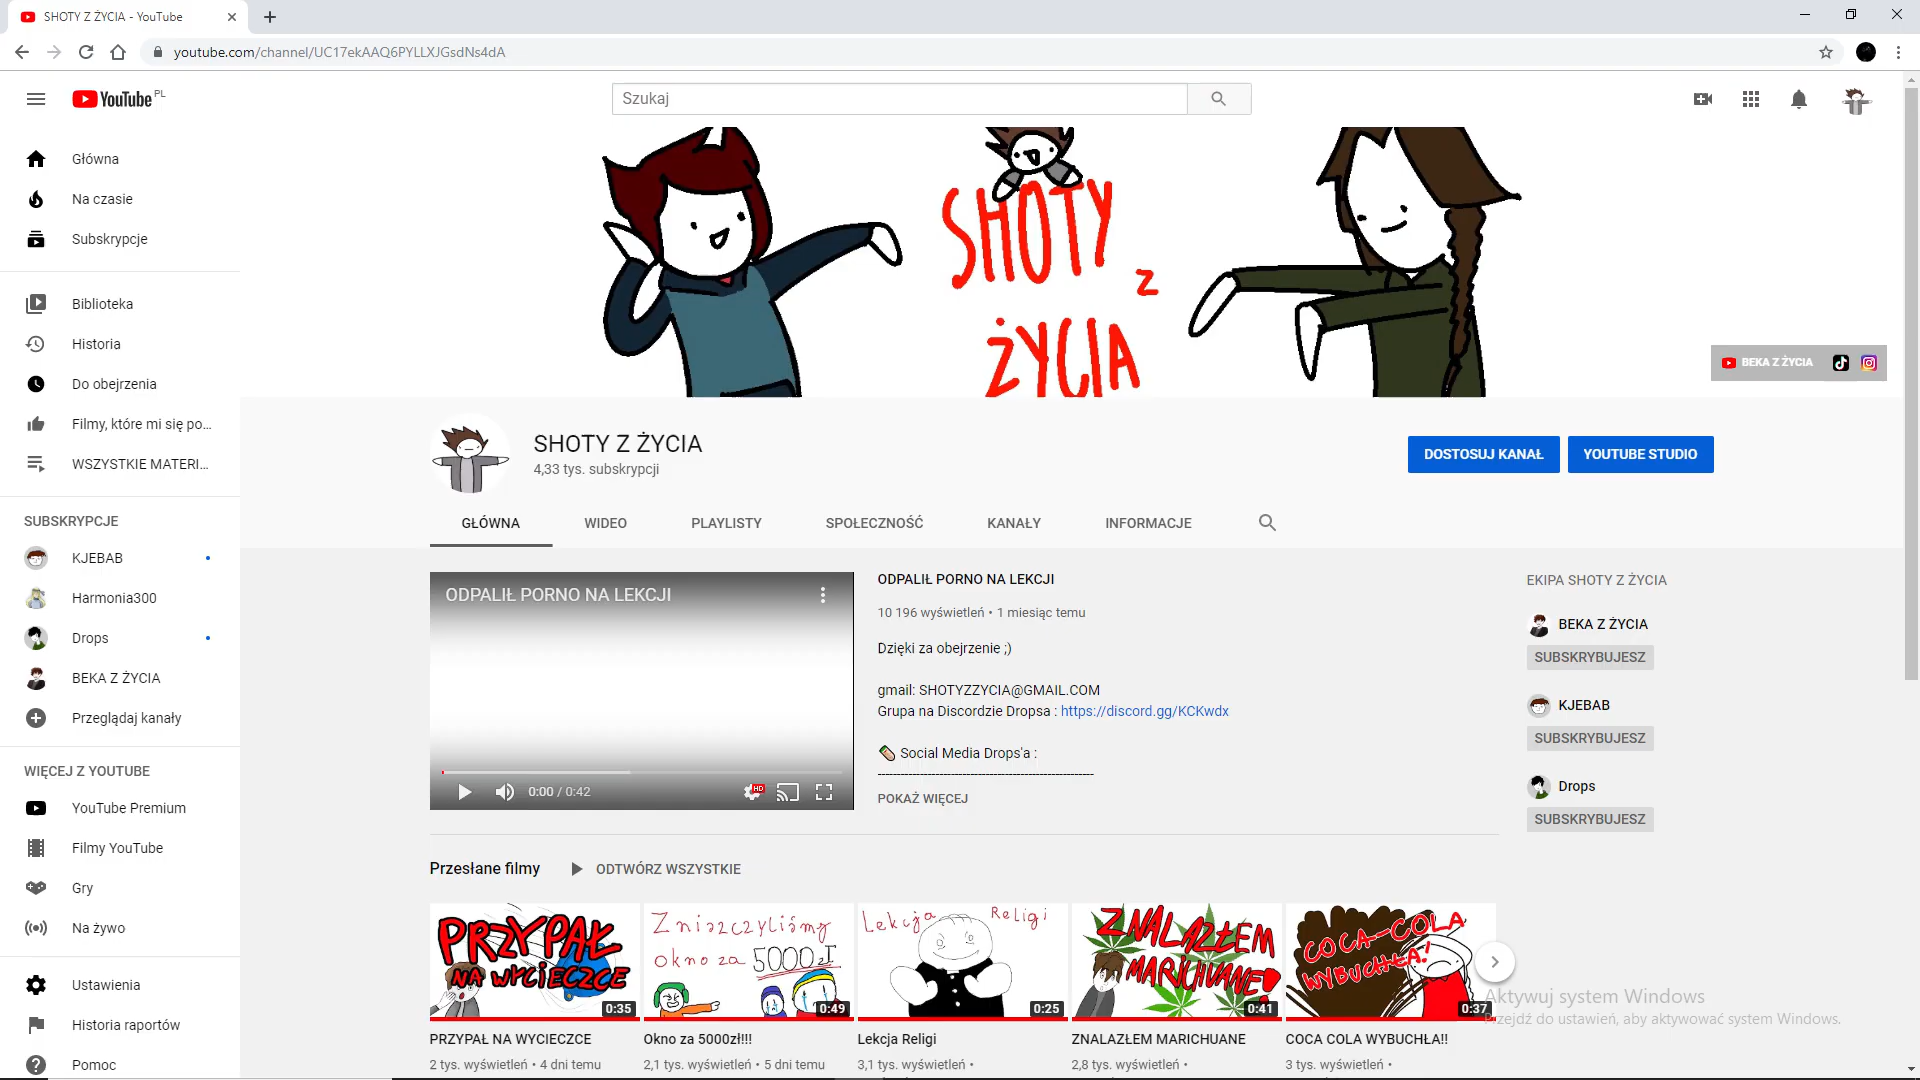 SHOTY Z ŻYCIA - YouTube
youtube.com/channel/UC17ekAAQ6PYLLXJGsdNs4dA
YouTube PL
Szukaj
Główna
Na czasie
Subskrypcje
Biblioteka
Historia
Do obejrzenia
Filmy, które mi się po...
WSZYSTKIE MATERI...
SUBSKRYPCJE
KJEBAB
Harmonia300
Drops
BEKA Z ŻYCIA
Przeglądaj kanały
WIĘCEJ Z YOUTUBE
YouTube Premium
Filmy YouTube
Gry
Na żywo
Ustawienia
Historia raportów
Pomoc
SHOTY
Z
ŻYCIA
BEKA Z ŻYCIA
SHOTY Z ŻYCIA
4,33 tys. subskrypcji
DOSTOSUJ KANAŁ
YOUTUBE STUDIO
GŁÓWNA WIDEO PLAYLISTY SPOŁECZNOŚĆ KANAŁY INFORMACJE
ODPALIŁ PORNO NA LEKCJI
0:00 / 0:42
HD
ODPALIŁ PORNO NA LEKCJI
10 196 wyświetleń • 1 miesiąc temu
Dzięki za obejrzenie ;)
gmail: SHOTYZZYCIA@GMAIL.COM
Grupa na Discordzie Dropsa : https://discord.gg/KCKwdx
Social Media Drops'a :
--------------------------------------------------------
POKAŻ WIĘCEJ
EKIPA SHOTY Z ŻYCIA
BEKA Z ŻYCIA
SUBSKRYBUJESZ
KJEBAB
SUBSKRYBUJESZ
Drops
SUBSKRYBUJESZ
Przesłane filmy
ODTWÓRZ WSZYSTKIE
PRZYPAŁ
NA WYCIECZCE
0:35
PRZYPAŁ NA WYCIECZCE
2 tys. wyświetleń • 4 dni temu
Zniszczyliśmy
okno za 5000zł
0:49
Okno za 5000zł!!!
2,1 tys. wyświetleń • 5 dni temu
Lekcja Religi
0:25
Lekcja Religi
3,1 tys. wyświetleń •
ZNALAZŁEM
MARICHUANE!
0:41
ZNALAZŁEM MARICHUANE
2,8 tys. wyświetleń •
COCA-COLA
WYBUCHŁA!
0:37
COCA COLA WYBUCHŁA!!
3 tys. wyświetleń •
Aktywuj system Windows
Przejdź do ustawień, aby aktywować system Windows.